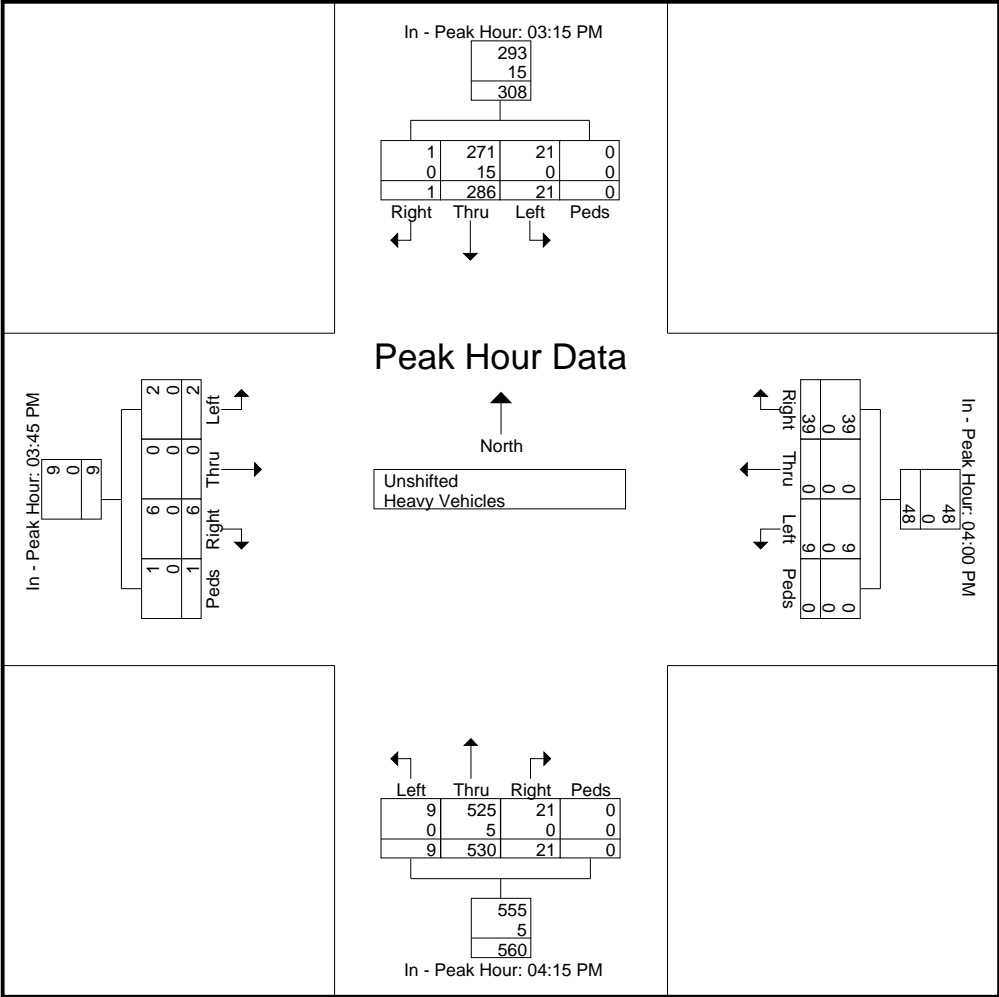 In - Peak Hour: 03:15 PM
293
15
308
1 271 21 0
0 15 0 0
1 286 21 0
Right Thru Left Peds
Peak Hour Data
North
Unshifted
Heavy Vehicles
In - Peak Hour: 03:45 PM
9 0 9
2 0 2
0 0 0
6 0 6
1 0 1
Left
Thru
Right
Peds
Right
Thru
Left
Peds
39 0 39
0 0 0
9 0 9
0 0 0
48
0
48
In - Peak Hour: 04:00 PM
Left Thru Right Peds
9 525 21 0
0 5 0 0
9 530 21 0
555
5
560
In - Peak Hour: 04:15 PM